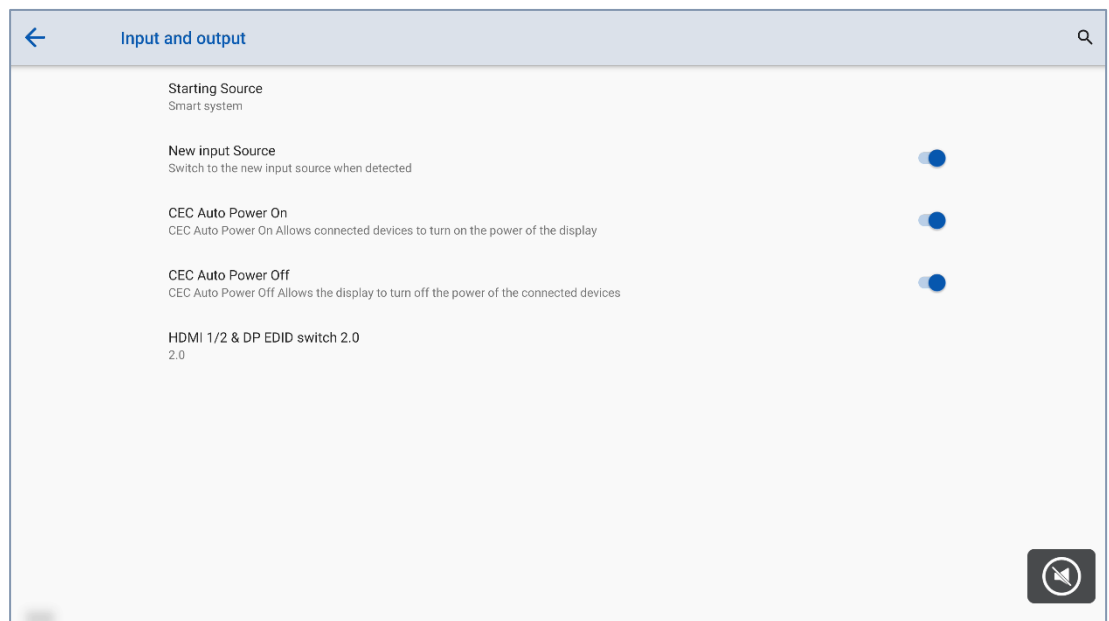 Input and output
Starting Source
Smart system
New input Source
Switch to the new input source when detected
CEC Auto Power On
CEC Auto Power On Allows connected devices to turn on the power of the display
CEC Auto Power Off
CEC Auto Power Off Allows the display to turn off the power of the connected devices
HDMI 1/2 & DP EDID switch 2.0
2.0